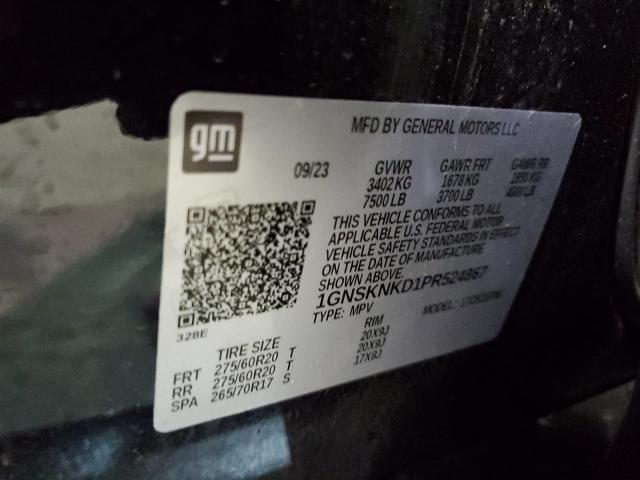 gm
MFD BY GENERAL MOTORS LLC
09/23
GVWR GAWR FRT GAWR RR
3402 KG 1678 KG 1850 KG
7500 LB 3700 LB LB
THIS VEHICLE CONFORMS TO ALL
APPLICABLE U.S. FEDERAL MOTOR
VEHICLE SAFETY STANDARDS IN EFFECT
ON THE DATE OF MANUFACTURE
SHOWN ABOVE.
1GNSKNKD1PR524867
TYPE: MPV MODEL:
328E
TIRE SIZE RIM
FRT 275/60R20 T 20X9J
RR 275/60R20 T 20X9J
SPA 265/70R17 S 17X8J